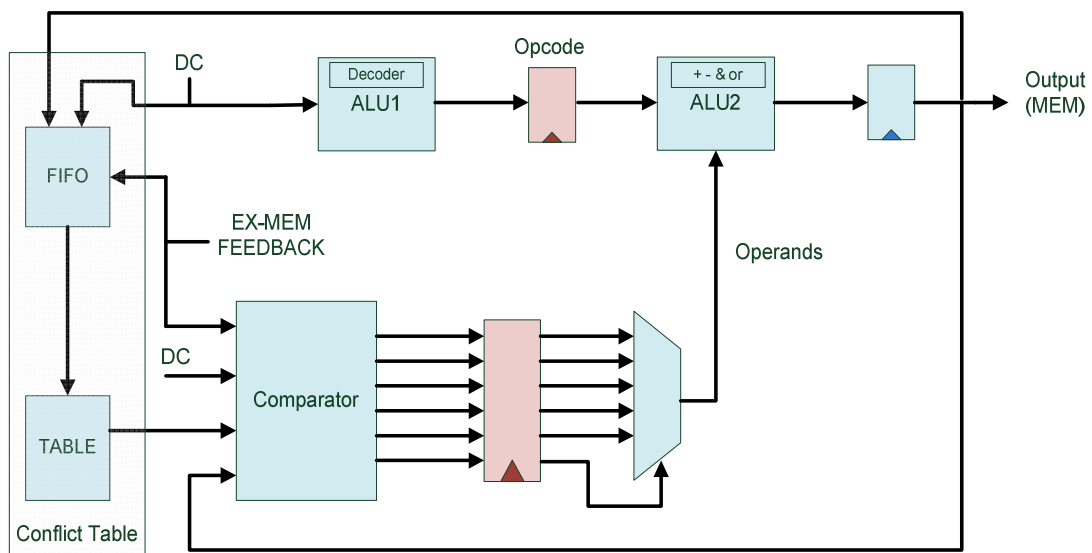 Opcode
DC
Decoder
ALU1
+ - & or
ALU2
Output
(MEM)
FIFO
EX-MEM
FEEDBACK
Operands
DC
Comparator
TABLE
Conflict Table